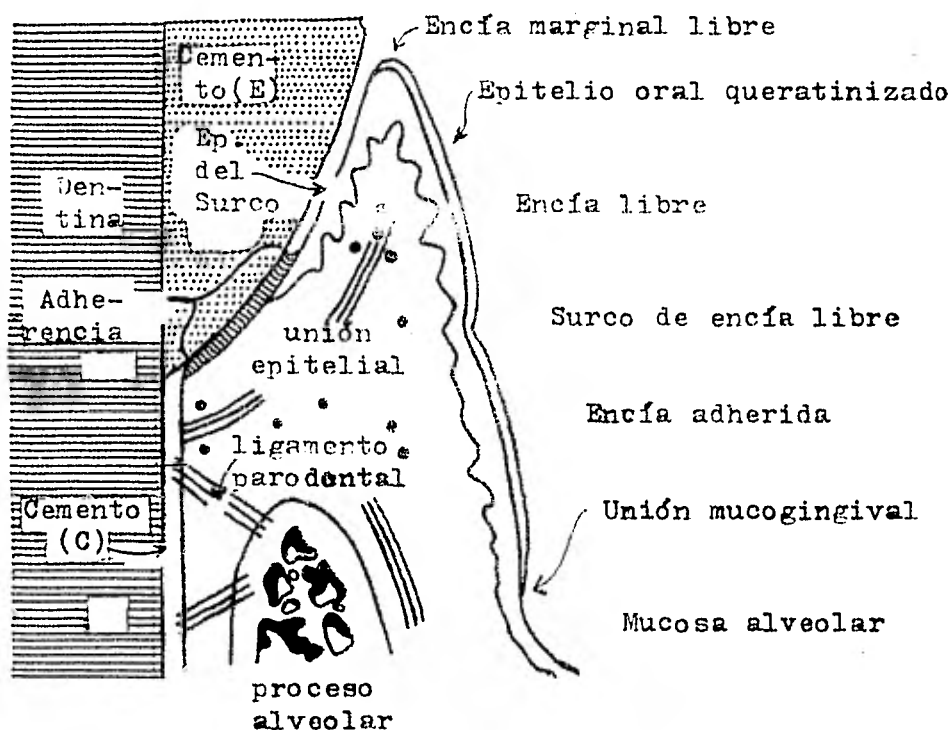 Encía marginal libre
Cemen-
to(E)
Epitelio oral queratinizado
Ep.
del
Surco
Den-
tina
Encía libre
Adhe-
rencia
Surco de encía libre
unión
epitelial
Encía adherida
ligamento
parodontal
Cemento
(C)
Unión mucogingival
Mucosa alveolar
proceso
alveolar